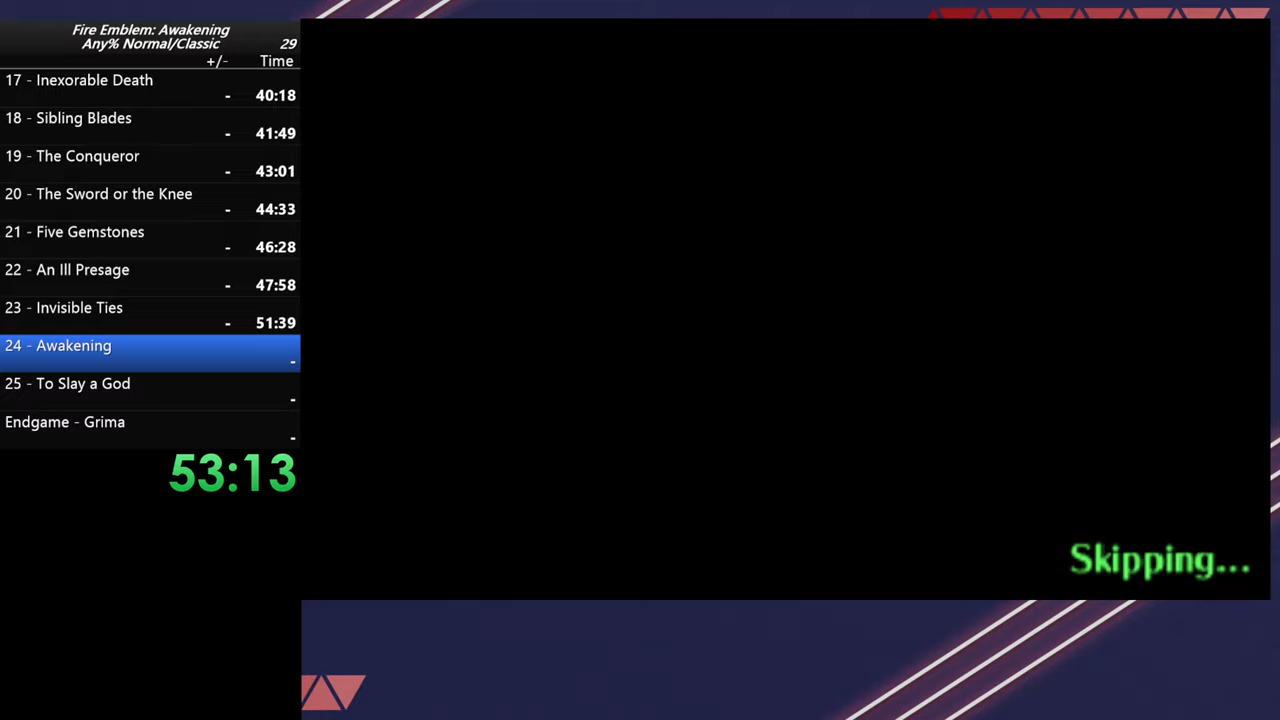 Fire Emblem: Awakening
Any% Normal/Classic 29
+/- Time
17 - Inexorable Death
- 40:18
18 - Sibling Blades
- 41:49
19 - The Conqueror
- 43:01
20 - The Sword or the Knee
- 44:33
21 - Five Gemstones
- 46:28
22 - An Ill Presage
- 47:58
23 - Invisible Ties
- 51:39
24 - Awakening
-
25 - To Slay a God
-
Endgame - Grima
-
53:13
Skipping...